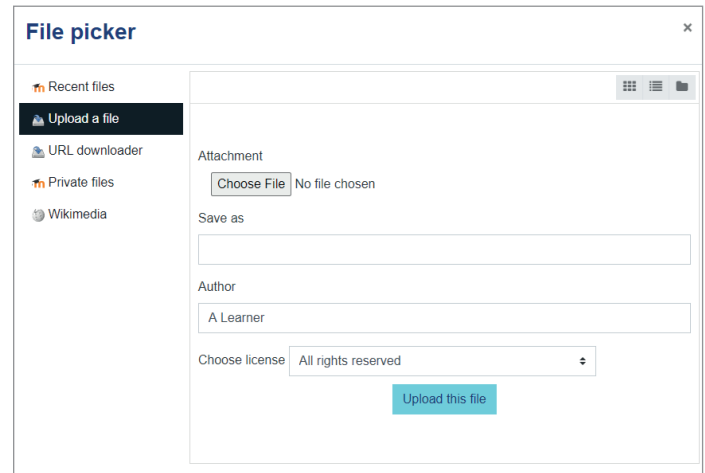 File picker
×
Recent files
Upload a file
URL downloader
Private files
Wikimedia
Attachment
Choose File No file chosen
Save as
Author
A Learner
Choose license All rights reserved
Upload this file